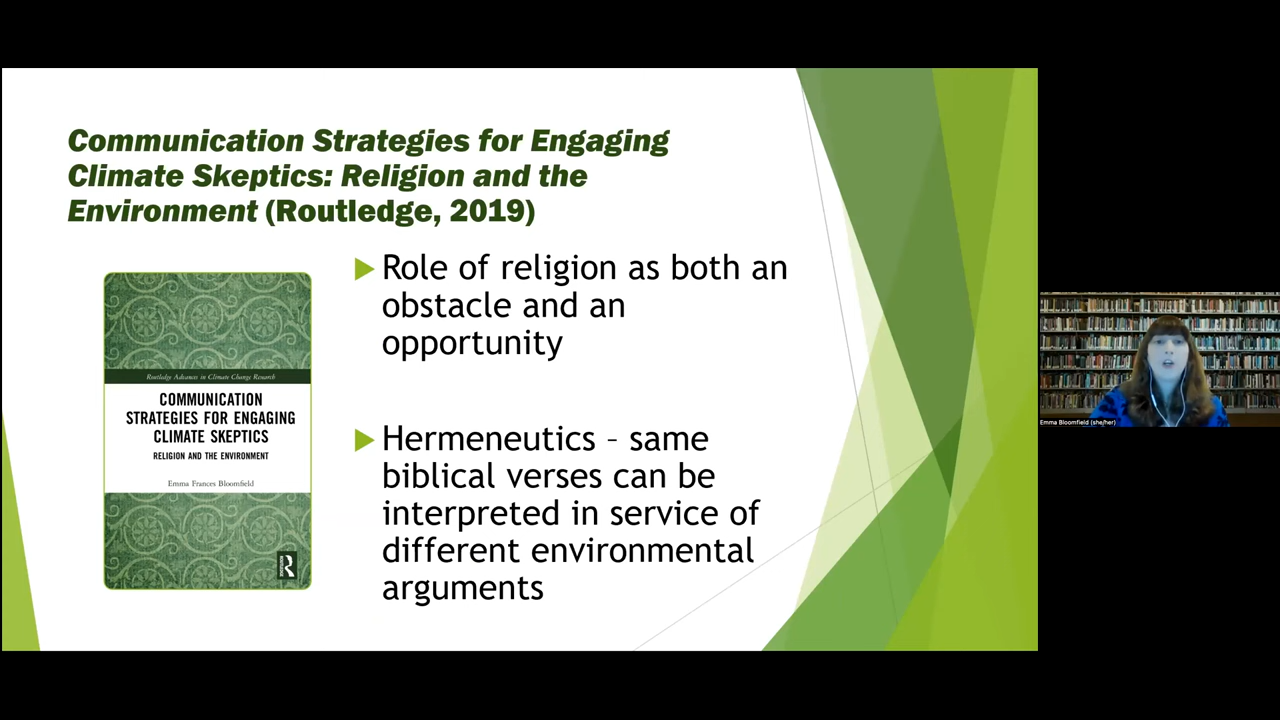 Communication Strategies for Engaging
Climate Skeptics: Religion and the
Environment (Routledge, 2019)
Routledge Advances in Climate Change Research
COMMUNICATION
STRATEGIES FOR ENGAGING
CLIMATE SKEPTICS
RELIGION AND THE ENVIRONMENT
Emma Frances Bloomfield
R
Role of religion as both an
obstacle and an
opportunity
Hermeneutics – same
biblical verses can be
interpreted in service of
different environmental
arguments
Emma Bloomfield (she/her)